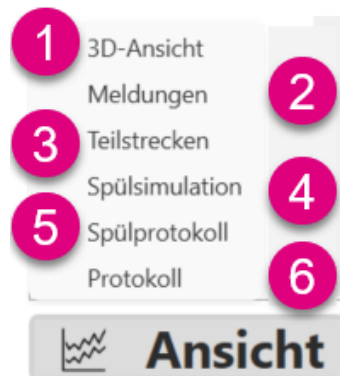 1 3D-Ansicht
Meldungen 2
3 Teilstrecken
Spülsimulation 4
5 Spülprotokoll
Protokoll 6
Ansicht